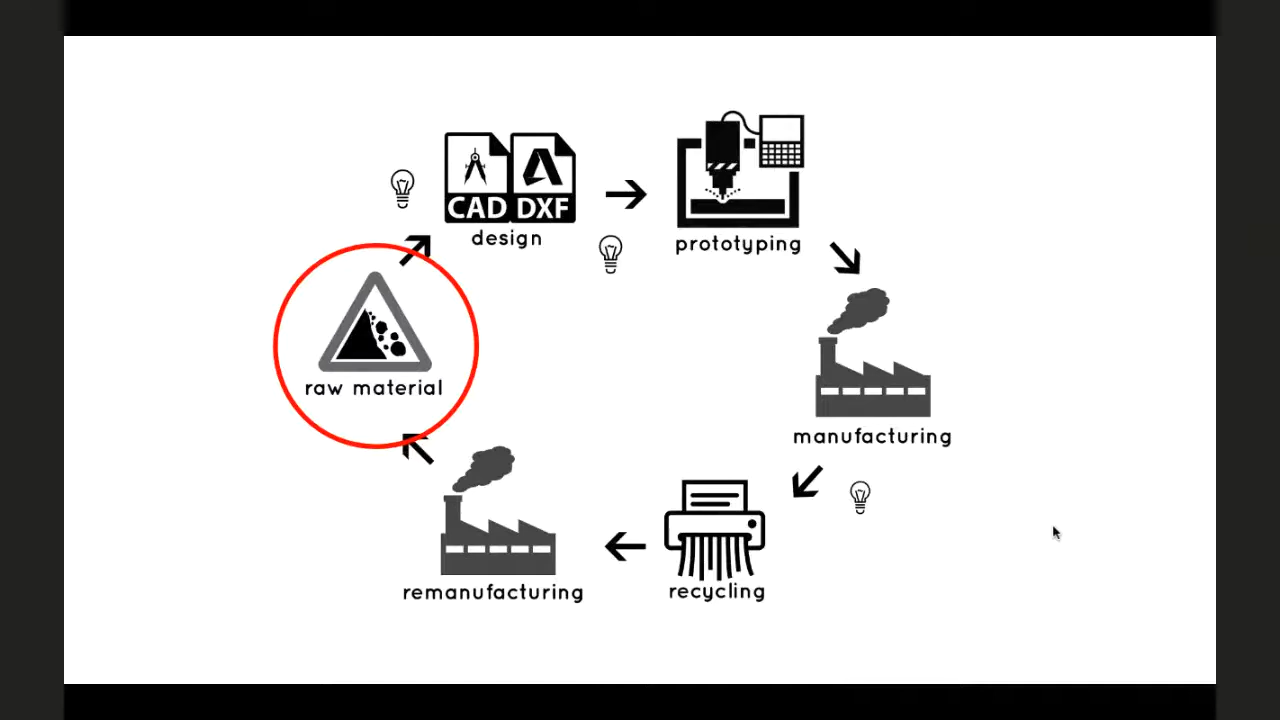 CAD DXF
design
prototyping
raw material
manufacturing
remanufacturing
recycling